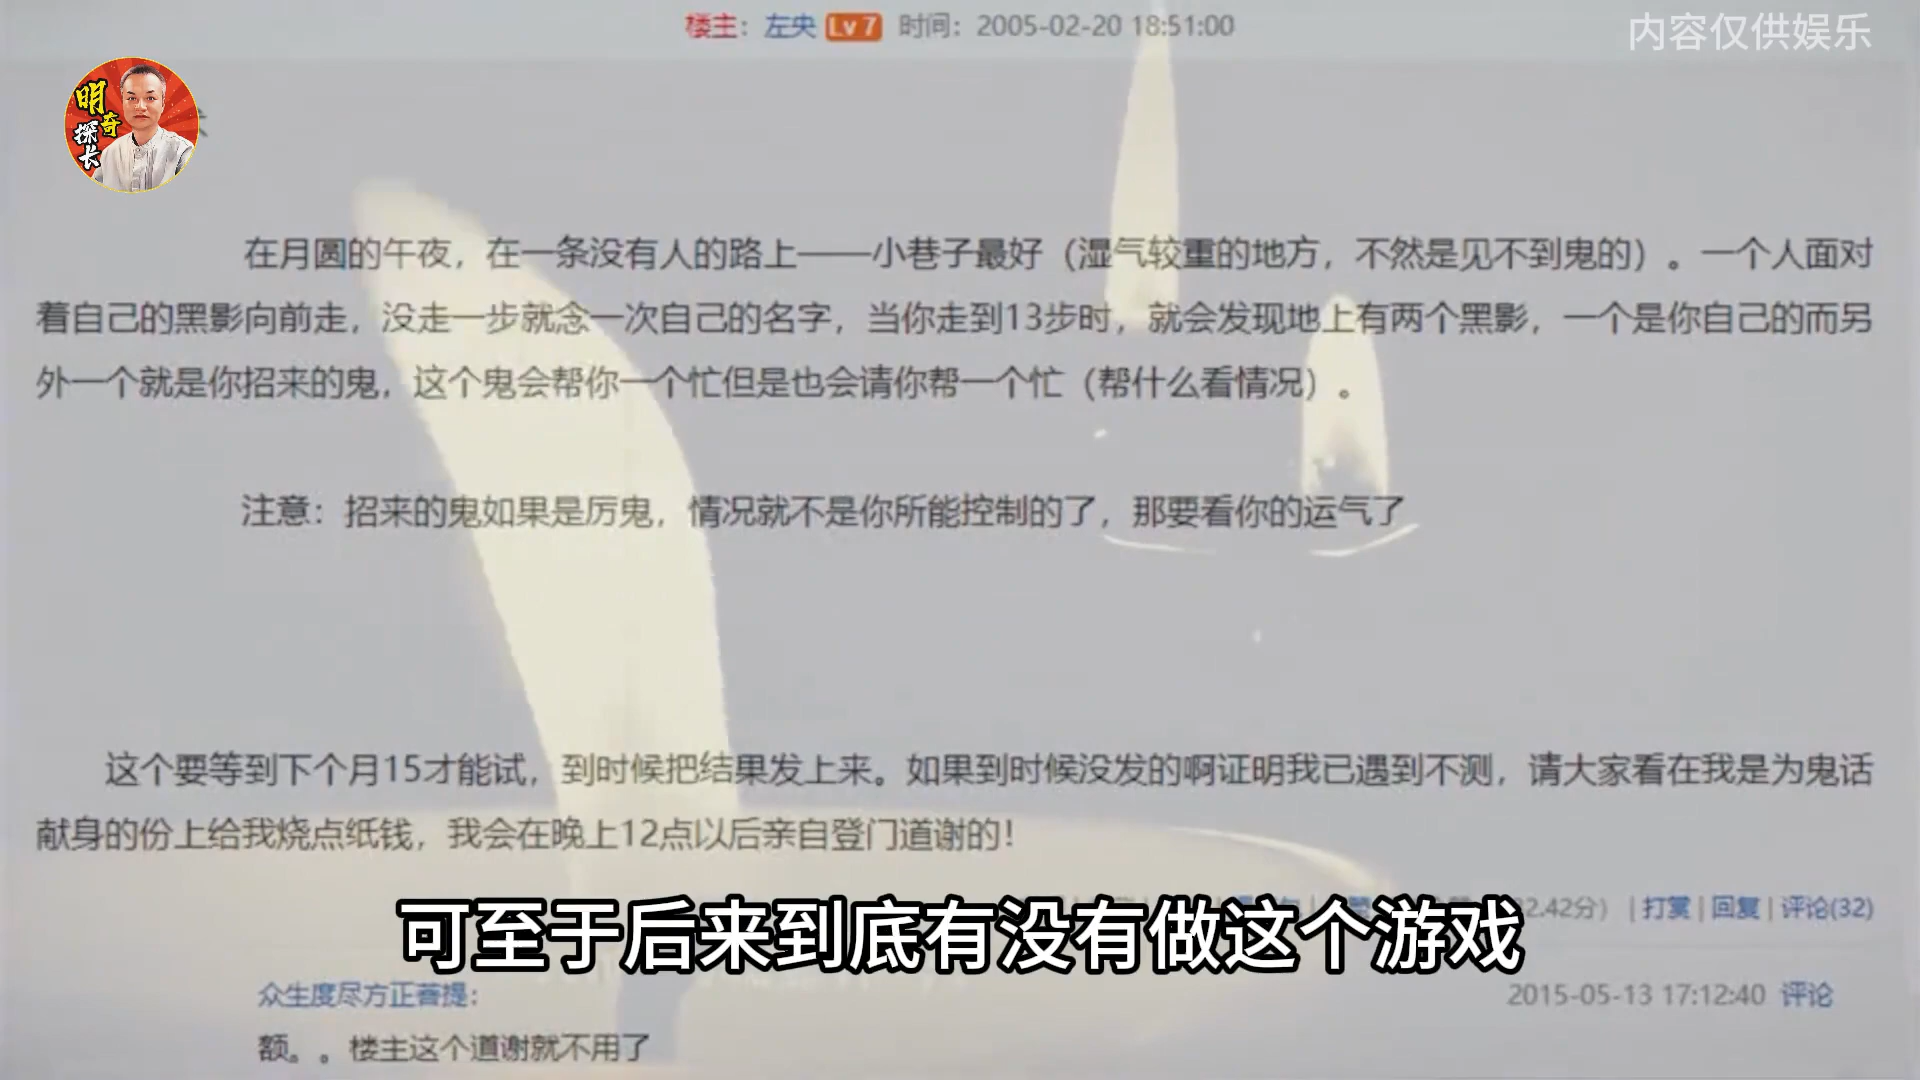 楼主：左央 Lv 7 时间：2005-02-20 18:51:00
内容仅供娱乐
明奇探长
在月圆的午夜，在一条没有人的路上——小巷子最好（湿气较重的地方，不然是见不到鬼的）。一个人面对
着自己的黑影向前走，没走一步就念一次自己的名字，当你走到13步时，就会发现地上有两个黑影，一个是你自己的而另
外一个就是你招来的鬼，这个鬼会帮你一个忙但是也会请你帮一个忙（帮什么看情况）。
注意：招来的鬼如果是厉鬼，情况就不是你所能控制的了，那要看你的运气了
这个要等到下个月15才能试，到时候把结果发上来。如果到时候没发的啊证明我已遇到不测，请大家看在我是为鬼话
献身的份上给我烧点纸钱，我会在晚上12点以后亲自登门道谢的！
2.42分） | 打赏 | 回复 | 评论(32)
可至于后来到底有没有做这个游戏
众生度尽方正菩提： 2015-05-13 17:12:40 评论
额。。楼主这个道谢就不用了